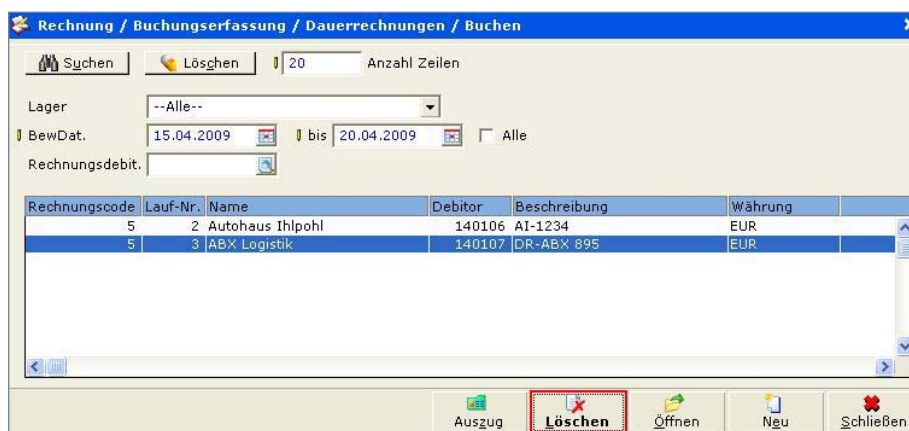 Rechnung / Buchungserfassung / Dauerrechnungen / Buchen
Suchen Löschen 20 Anzahl Zeilen
Lager --Alle--
BewDat. 15.04.2009 bis 20.04.2009 Alle
Rechnungsdebit.
Rechnungscode Lauf-Nr. Name Debitor Beschreibung Währung
5 2 Autohaus Ihlpohl 140106 AI-1234 EUR
5 3 ABX Logistik 140107 DR-ABX 895 EUR
Auszug Löschen Öffnen Neu Schließen